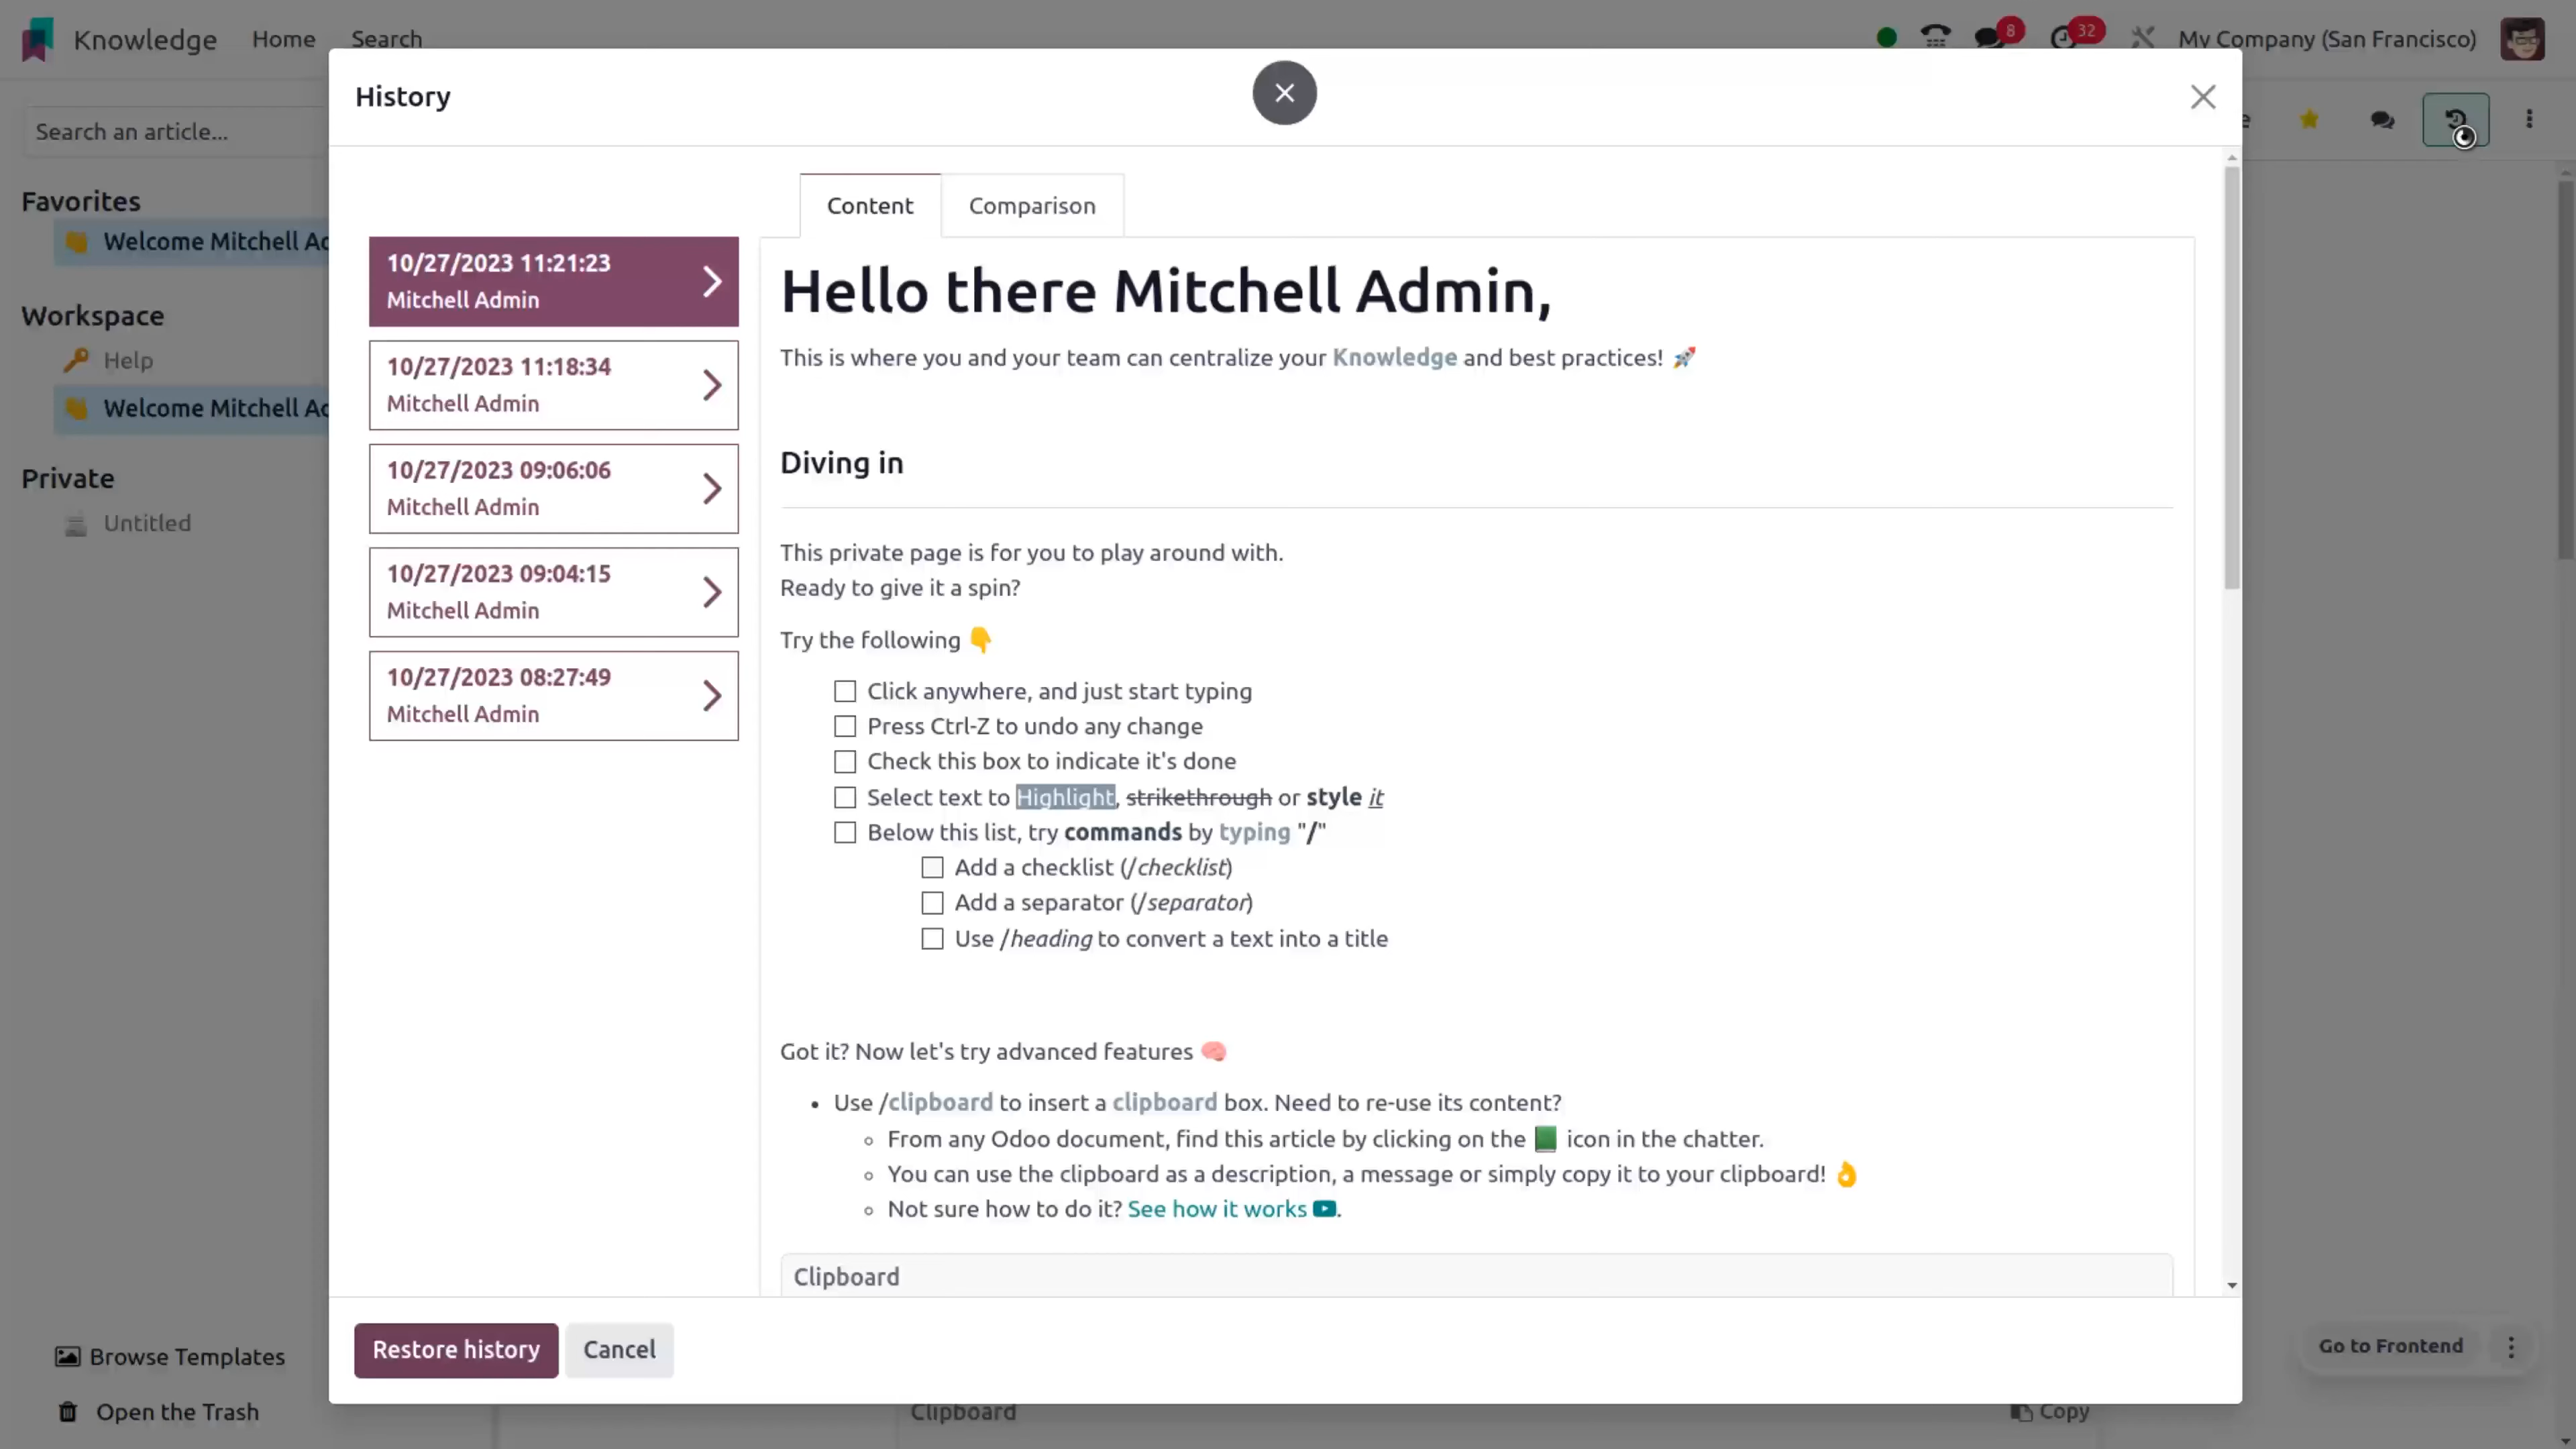 Knowledge Home Search 8 32 My Company (San Francisco)
History
Search an article...
Content Comparison
Favorites
Welcome Mitchell Ad
Workspace
Help
Welcome Mitchell Ad
Private
Untitled
10/27/2023 11:21:23
Mitchell Admin
10/27/2023 11:18:34
Mitchell Admin
10/27/2023 09:06:06
Mitchell Admin
10/27/2023 09:04:15
Mitchell Admin
10/27/2023 08:27:49
Mitchell Admin
Hello there Mitchell Admin,
This is where you and your team can centralize your Knowledge and best practices! 🚀
Diving in
This private page is for you to play around with.
Ready to give it a spin?
Try the following 👇
Click anywhere, and just start typing
Press Ctrl-Z to undo any change
Check this box to indicate it's done
Select text to Highlight, strikethrough or style it
Below this list, try commands by typing "/"
Add a checklist (/checklist)
Add a separator (/separator)
Use /heading to convert a text into a title
Got it? Now let's try advanced features 🧠
• Use /clipboard to insert a clipboard box. Need to re-use its content?
◦ From any Odoo document, find this article by clicking on the 📗 icon in the chatter.
◦ You can use the clipboard as a description, a message or simply copy it to your clipboard! 👌
◦ Not sure how to do it? See how it works.
Clipboard
Restore history Cancel
Browse Templates
Open the Trash
Go to Frontend
Clipboard Copy